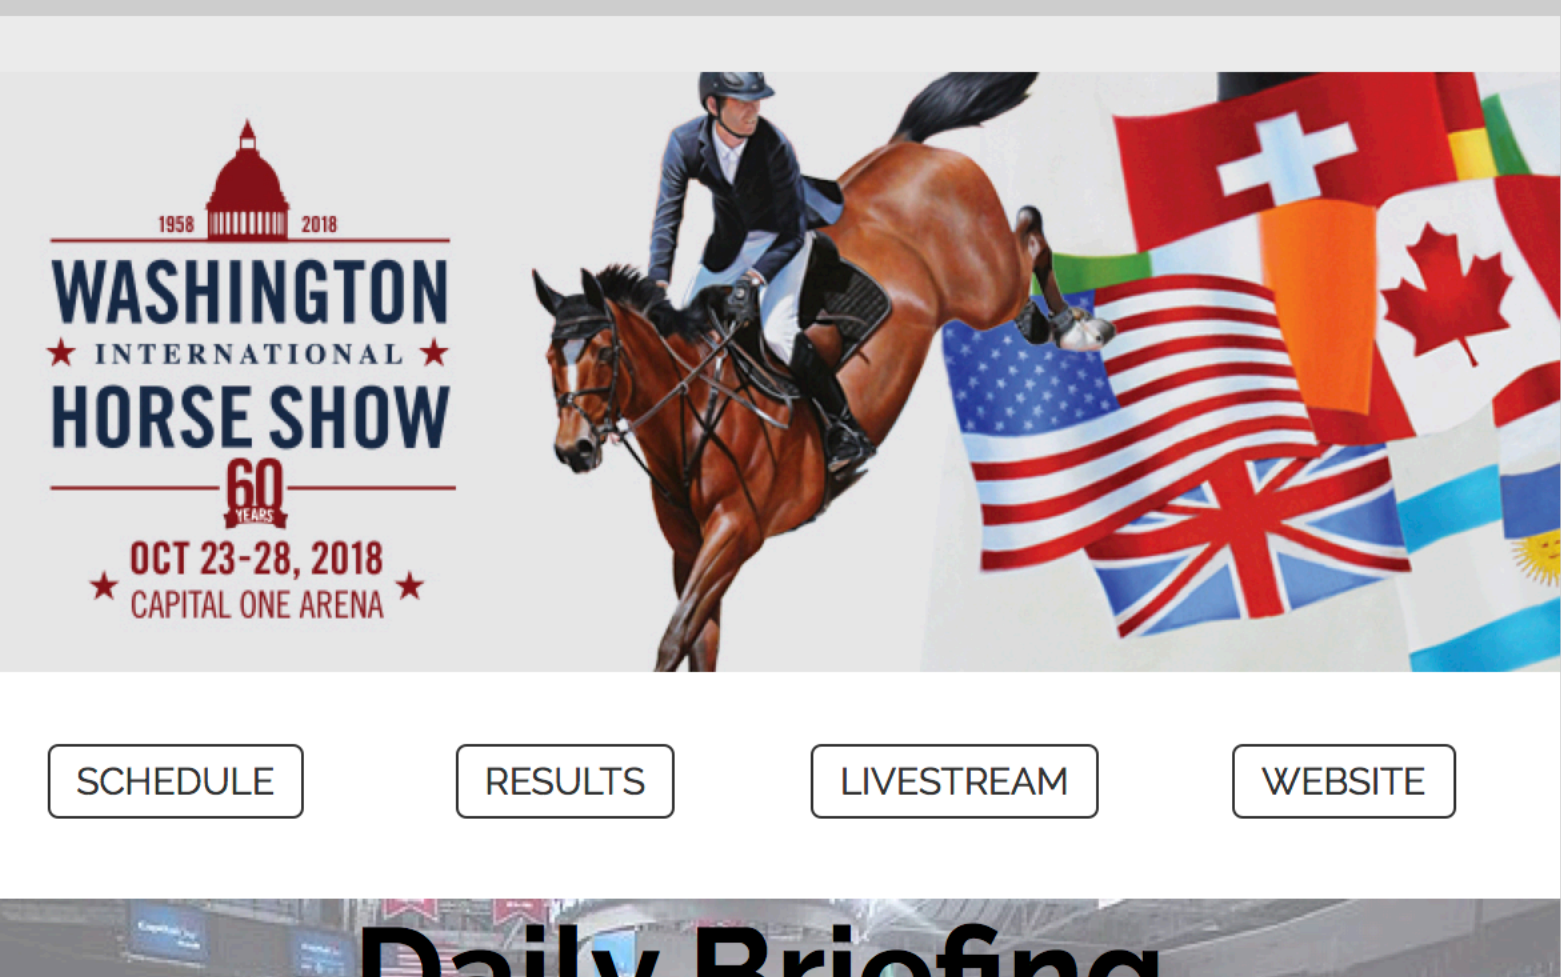 1958 2018
WASHINGTON
INTERNATIONAL
HORSE SHOW
60
YEARS
OCT 23-28, 2018
CAPITAL ONE ARENA
SCHEDULE RESULTS LIVESTREAM WEBSITE
Daily Briefing